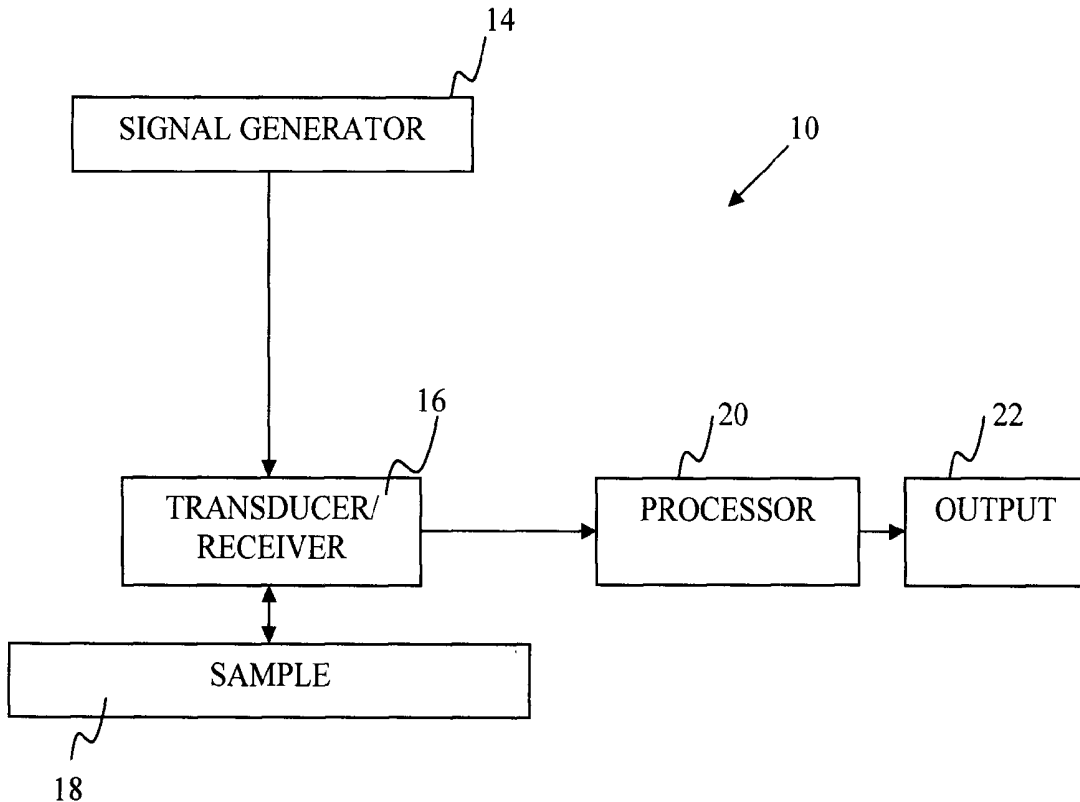 14
SIGNAL GENERATOR
10
16
20
22
TRANSDUCER/
RECEIVER
PROCESSOR
OUTPUT
SAMPLE
18